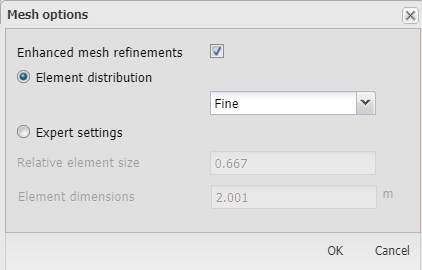 Mesh options
Enhanced mesh refinements
Element distribution
Fine
Expert settings
Relative element size 0.667
Element dimensions 2.001 m
OK Cancel